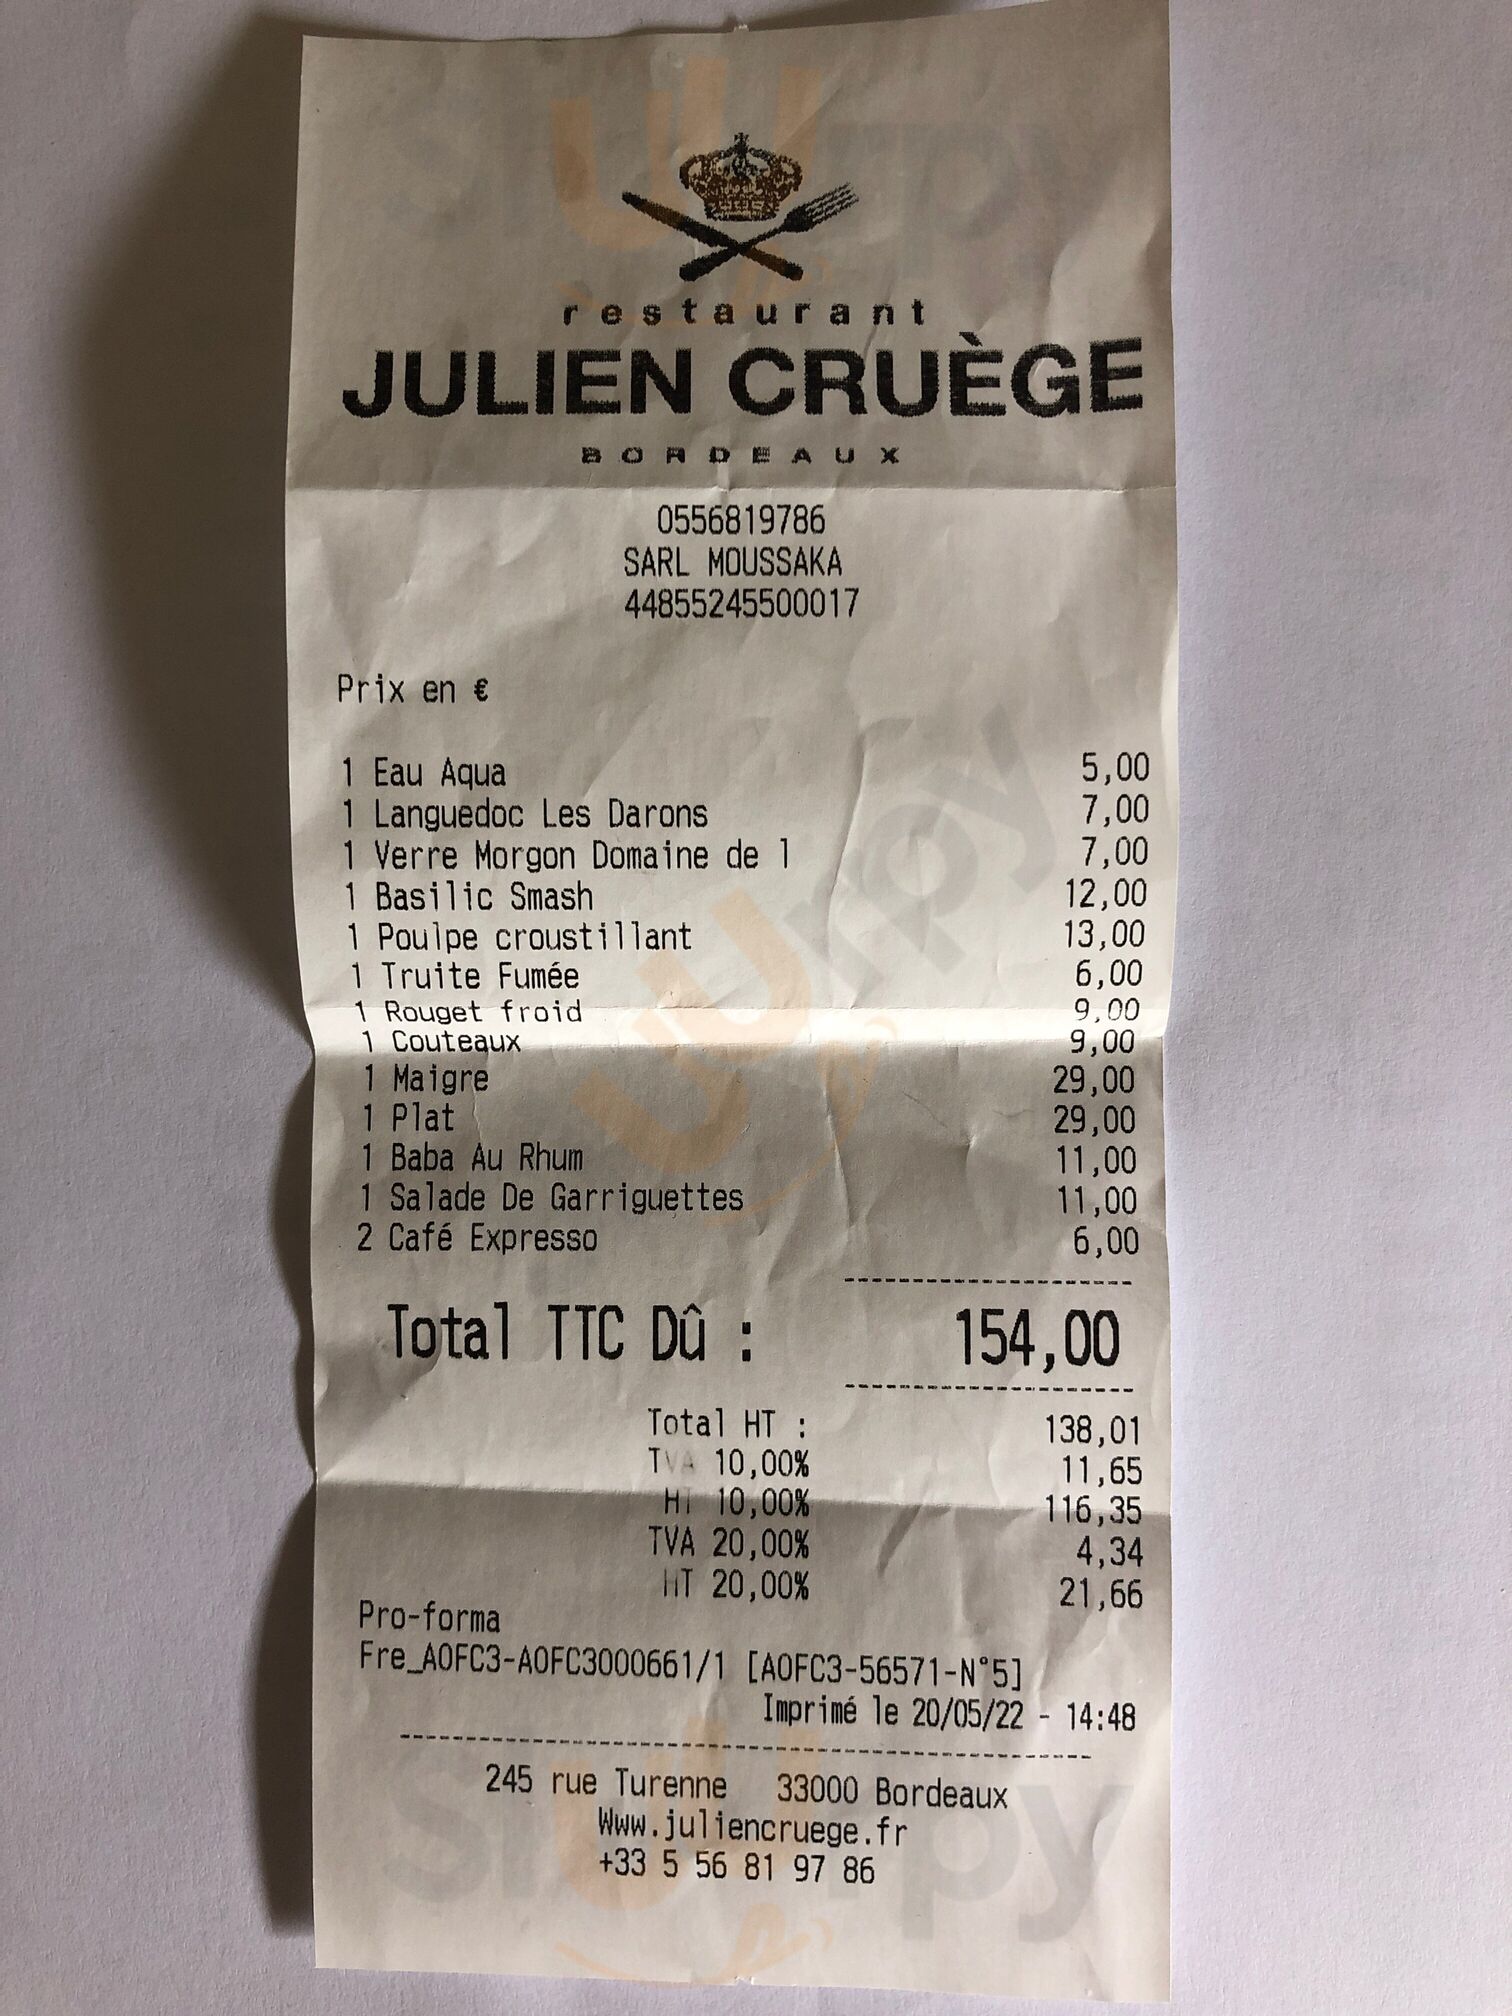 restaurant
JULIEN CRUÈGE
BORDEAUX
0556819786
SARL MOUSSAKA
44855245500017
Prix en €
1 Eau Aqua 5,00
1 Languedoc Les Darons 7,00
1 Verre Morgon Domaine de l 7,00
1 Basilic Smash 12,00
1 Poulpe croustillant 13,00
1 Truite Fumée 6,00
1 Rouget froid 9,00
1 Couteaux 9,00
1 Maigre 29,00
1 Plat 29,00
1 Baba Au Rhum 11,00
1 Salade De Garriguettes 11,00
2 Café Expresso 6,00
Total TTC Dû : 154,00
Total HT : 138,01
TVA 10,00% 11,65
HT 10,00% 116,35
TVA 20,00% 4,34
HT 20,00% 21,66
Pro-forma
Fre_A0FC3-A0FC3000661/1 [A0FC3-56571-N°5]
Imprimé le 20/05/22 - 14:48
245 rue Turenne 33000 Bordeaux
Www.juliencruege.fr
+33 5 56 81 97 86